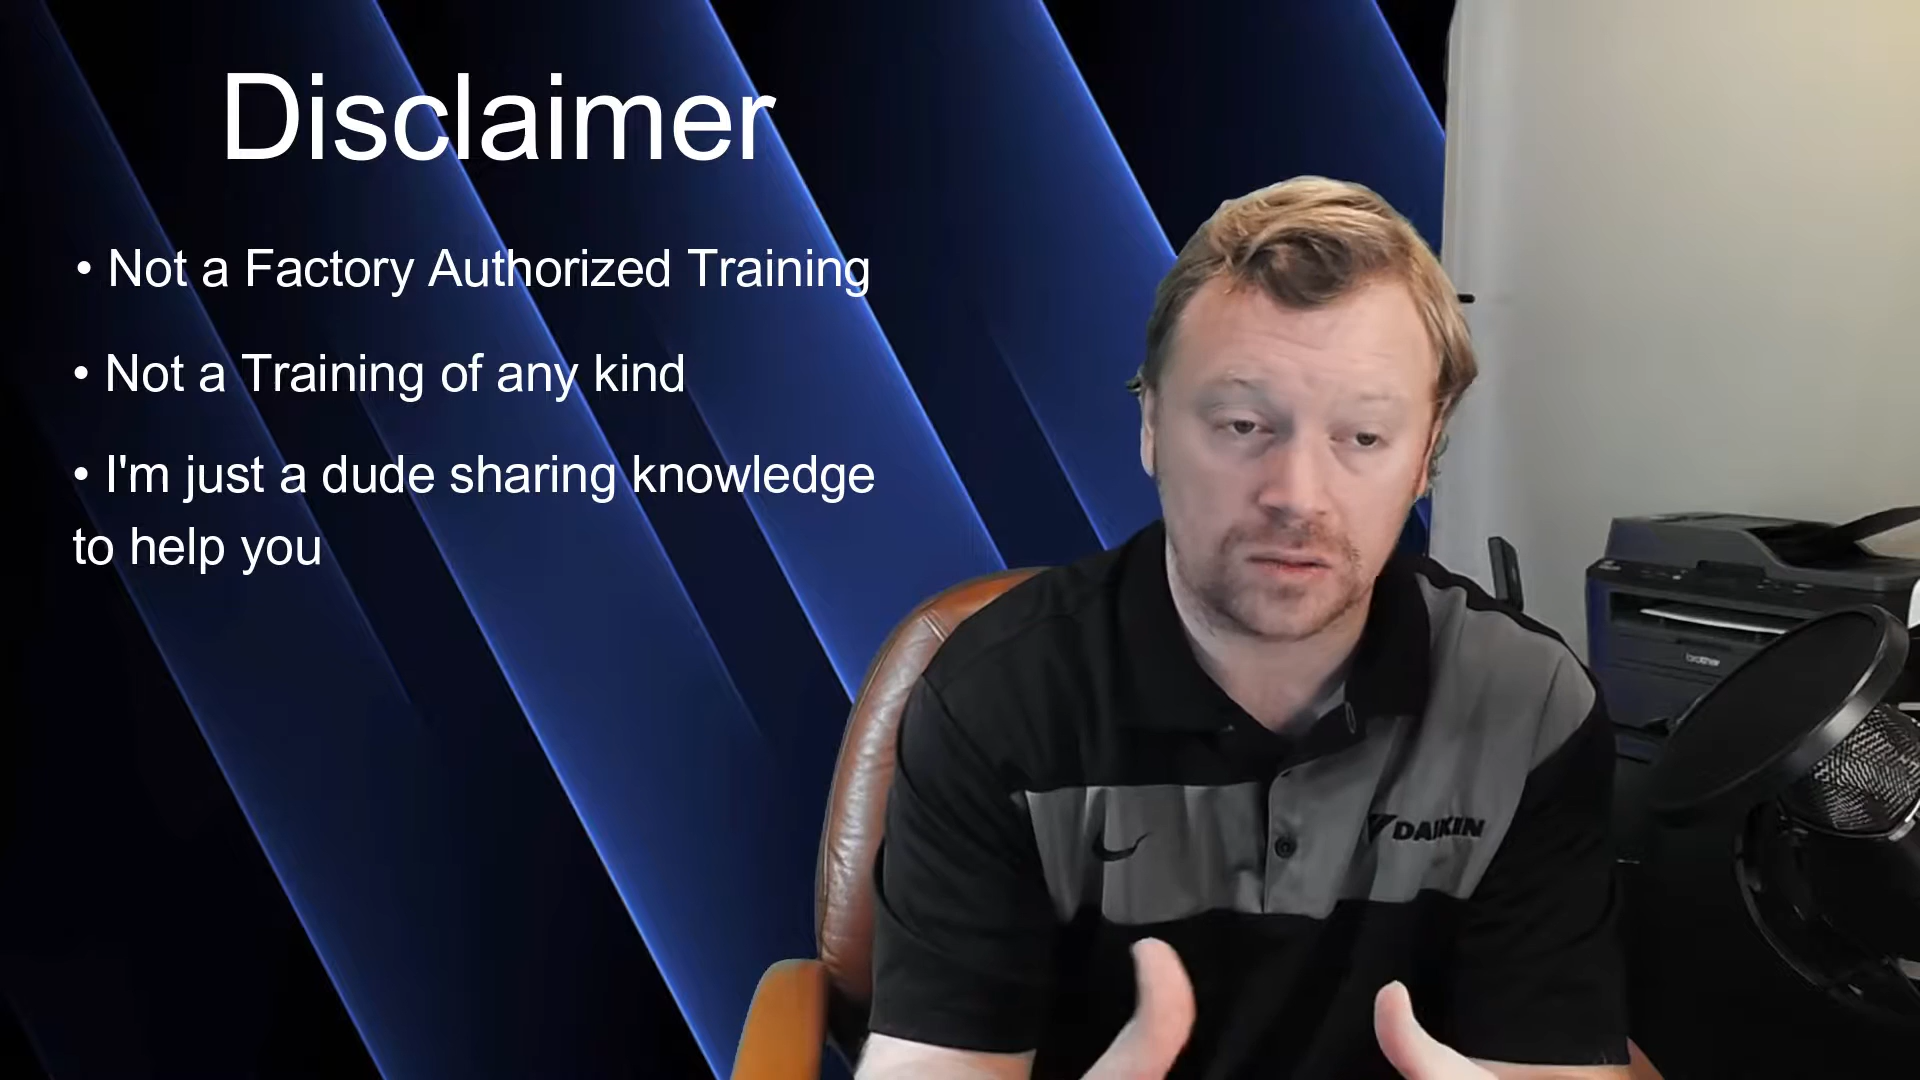 Disclaimer
• Not a Factory Authorized Training
• Not a Training of any kind
• I'm just a dude sharing knowledge
to help you
brother
DAIKIN